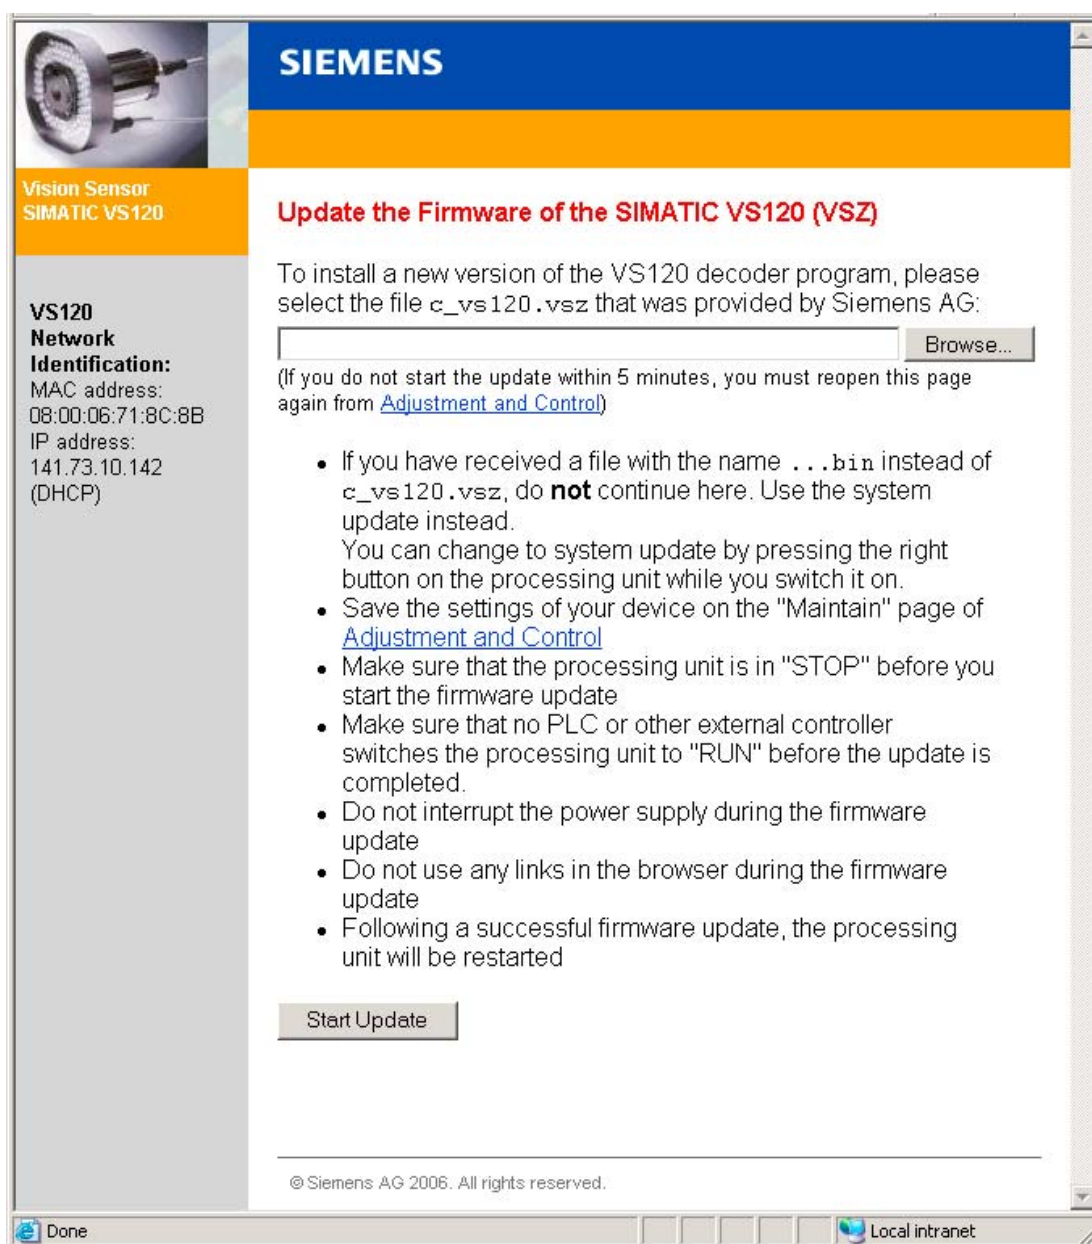 SIEMENS
Vision Sensor
SIMATIC VS120
VS120
Network
Identification:
MAC address:
08:00:06:71:8C:8B
IP address:
141.73.10.142
(DHCP)
Update the Firmware of the SIMATIC VS120 (VSZ)
To install a new version of the VS120 decoder program, please
select the file c_vs120.vsz that was provided by Siemens AG:
Browse...
(If you do not start the update within 5 minutes, you must reopen this page
again from Adjustment and Control)
• If you have received a file with the name ...bin instead of
c_vs120.vsz, do not continue here. Use the system
update instead.
You can change to system update by pressing the right
button on the processing unit while you switch it on.
• Save the settings of your device on the "Maintain" page of
Adjustment and Control
• Make sure that the processing unit is in "STOP" before you
start the firmware update
• Make sure that no PLC or other external controller
switches the processing unit to "RUN" before the update is
completed.
• Do not interrupt the power supply during the firmware
update
• Do not use any links in the browser during the firmware
update
• Following a successful firmware update, the processing
unit will be restarted
Start Update
© Siemens AG 2006. All rights reserved.
Done
Local intranet